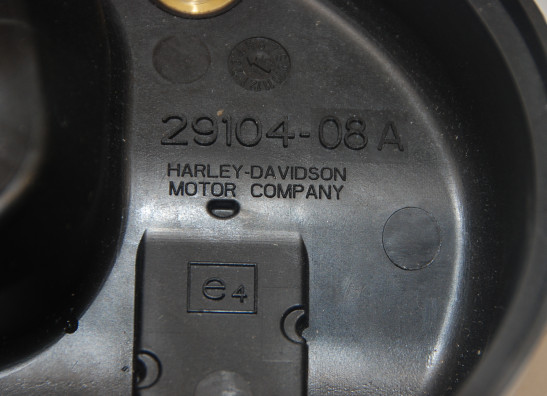 29104-08 A
HARLEY-DAVIDSON
MOTOR COMPANY
e4